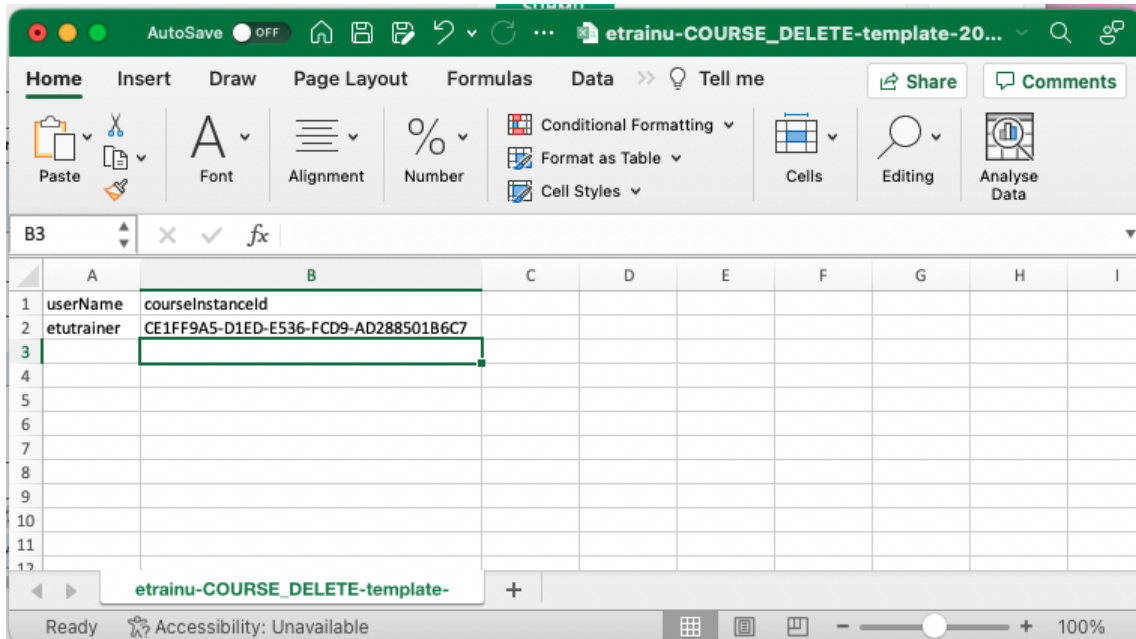 AutoSave OFF etrainu-COURSE_DELETE-template-20...
Home Insert Draw Page Layout Formulas Data Tell me Share Comments
Paste Font Alignment Number Conditional Formatting Format as Table Cell Styles Cells Editing Analyse Data
B3 fx
A B C D E F G H I
1 userName courseInstanceId
2 etutrainer CE1FF9A5-D1ED-E536-FCD9-AD288501B6C7
3
4
5
6
7
8
9
10
11
12
etrainu-COURSE_DELETE-template- +
Ready Accessibility: Unavailable - + 100%